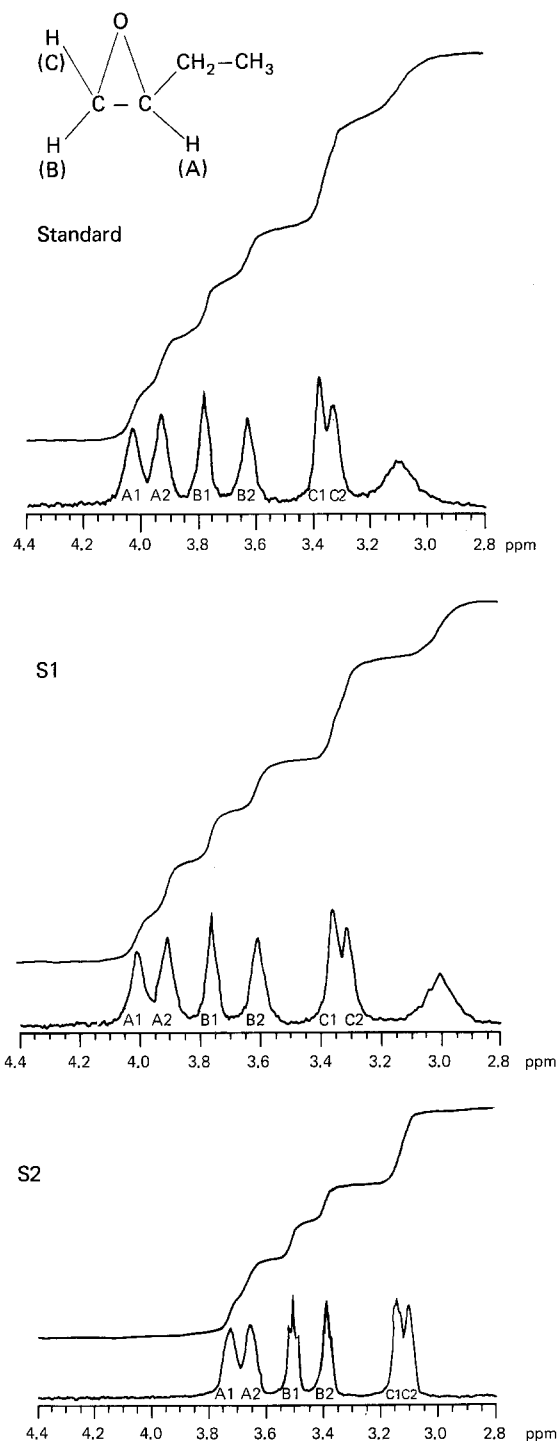 O
H
(C)
CH₂–CH₃
C – C
H
(B)
H
(A)
Standard
A1 A2 B1 B2 C1 C2
4.4 4.2 4.0 3.8 3.6 3.4 3.2 3.0 2.8 ppm
S1
A1 A2 B1 B2 C1 C2
4.4 4.2 4.0 3.8 3.6 3.4 3.2 3.0 2.8 ppm
S2
A1 A2 B1 B2 C1C2
4.4 4.2 4.0 3.8 3.6 3.4 3.2 3.0 2.8 ppm